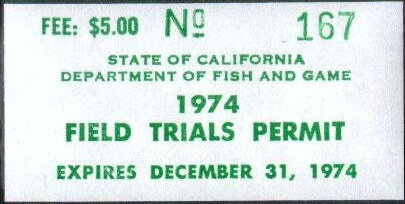 FEE: $5.00 No 167
STATE OF CALIFORNIA
DEPARTMENT OF FISH AND GAME
1974
FIELD TRIALS PERMIT
EXPIRES DECEMBER 31, 1974